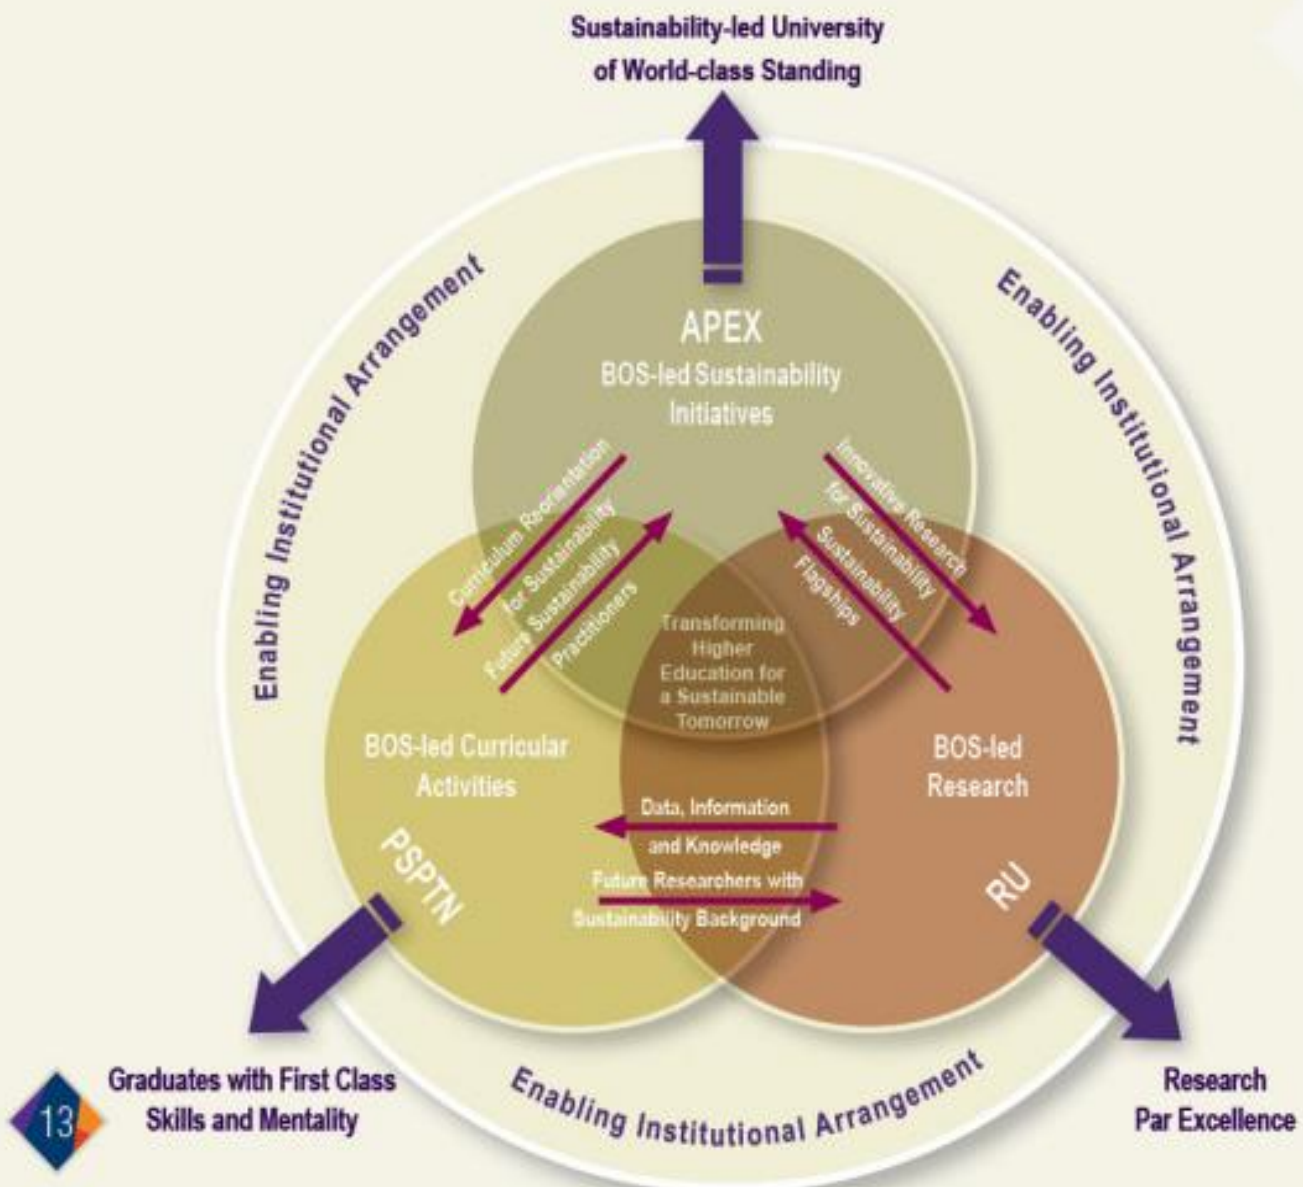 Sustainability-led University
of World-class Standing
Enabling Institutional Arrangement
Enabling Institutional Arrangement
APEX
BOS-led Sustainability
Initiatives
Curriculum Reorientation
for Sustainability
Future Sustainability
Practitioners
Innovative Research
for Sustainability
Sustainability
Flagships
Transforming
Higher
Education for
a Sustainable
Tomorrow
BOS-led Curricular
Activities
PSPTN
BOS-led
Research
RU
Data, Information
and Knowledge
Future Researchers with
Sustainability Background
Enabling Institutional Arrangement
Graduates with First Class
Skills and Mentality
Research
Par Excellence
13